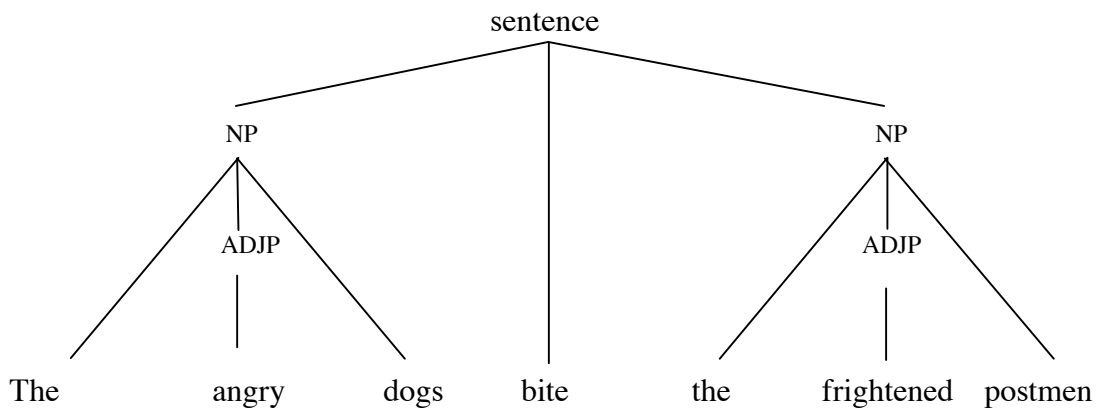 sentence
NP NP
ADJP ADJP
The angry dogs bite the frightened postmen